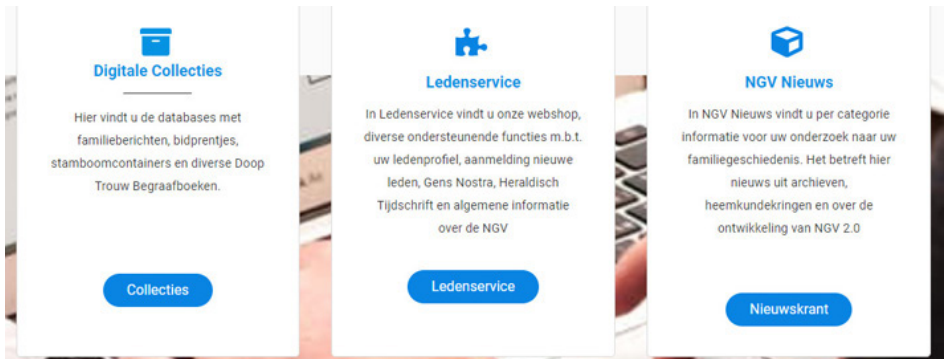 Digitale Collecties
Hier vindt u de databases met
familieberichten, bidprentjes,
stamboomcontainers en diverse Doop
Trouw Begraafboeken.
Collecties
Ledenservice
In Ledenservice vindt u onze webshop,
diverse ondersteunende functies m.b.t.
uw ledenprofiel, aanmelding nieuwe
leden, Gens Nostra, Heraldisch
Tijdschrift en algemene informatie
over de NGV
Ledenservice
NGV Nieuws
In NGV Nieuws vindt u per categorie
informatie voor uw onderzoek naar uw
familiegeschiedenis. Het betreft hier
nieuws uit archieven,
heemkundekringen en over de
ontwikkeling van NGV 2.0
Nieuwskrant